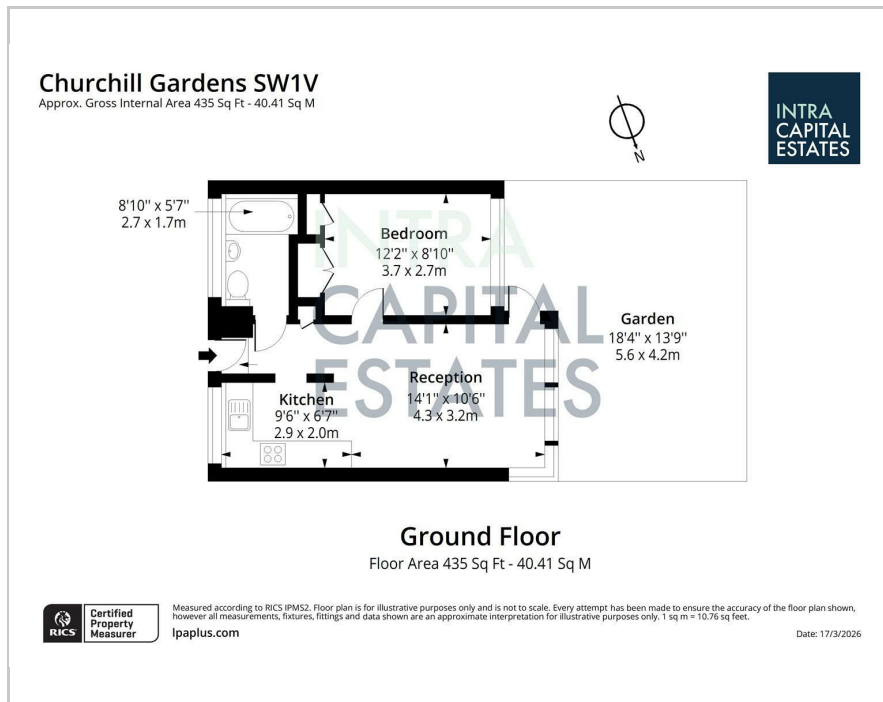 Churchill Gardens SW1V
Approx. Gross Internal Area 435 Sq Ft - 40.41 Sq M
N
INTRA
CAPITAL
ESTATES
8'10" x 5'7"
2.7 x 1.7m
Bedroom
12'2" x 8'10"
3.7 x 2.7m
INTRA
CAPITAL
ESTATES
Garden
18'4" x 13'9"
5.6 x 4.2m
Reception
14'1" x 10'6"
4.3 x 3.2m
Kitchen
9'6" x 6'7"
2.9 x 2.0m
Ground Floor
Floor Area 435 Sq Ft - 40.41 Sq M
RICS
Certified
Property
Measurer
Measured according to RICS IPMS2. Floor plan is for illustrative purposes only and is not to scale. Every attempt has been made to ensure the accuracy of the floor plan shown,
however all measurements, fixtures, fittings and data shown are an approximate interpretation for illustrative purposes only. 1 sq m = 10.76 sq feet.
lpaplus.com
Date: 17/3/2026